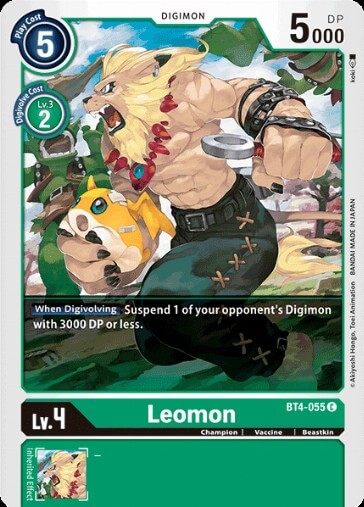 DIGIMON
Play Cost
5
DP
5000
Digivolve Cost
Lv.3
2
koki
© Akiyoshi Hongo, Toei Animation BANDAI MADE IN JAPAN
When Digivolving Suspend 1 of your opponent's Digimon
with 3000 DP or less.
BT4-055 C
Lv.4
Leomon
Champion | Vaccine | Beastkin
Inherited Effect
–